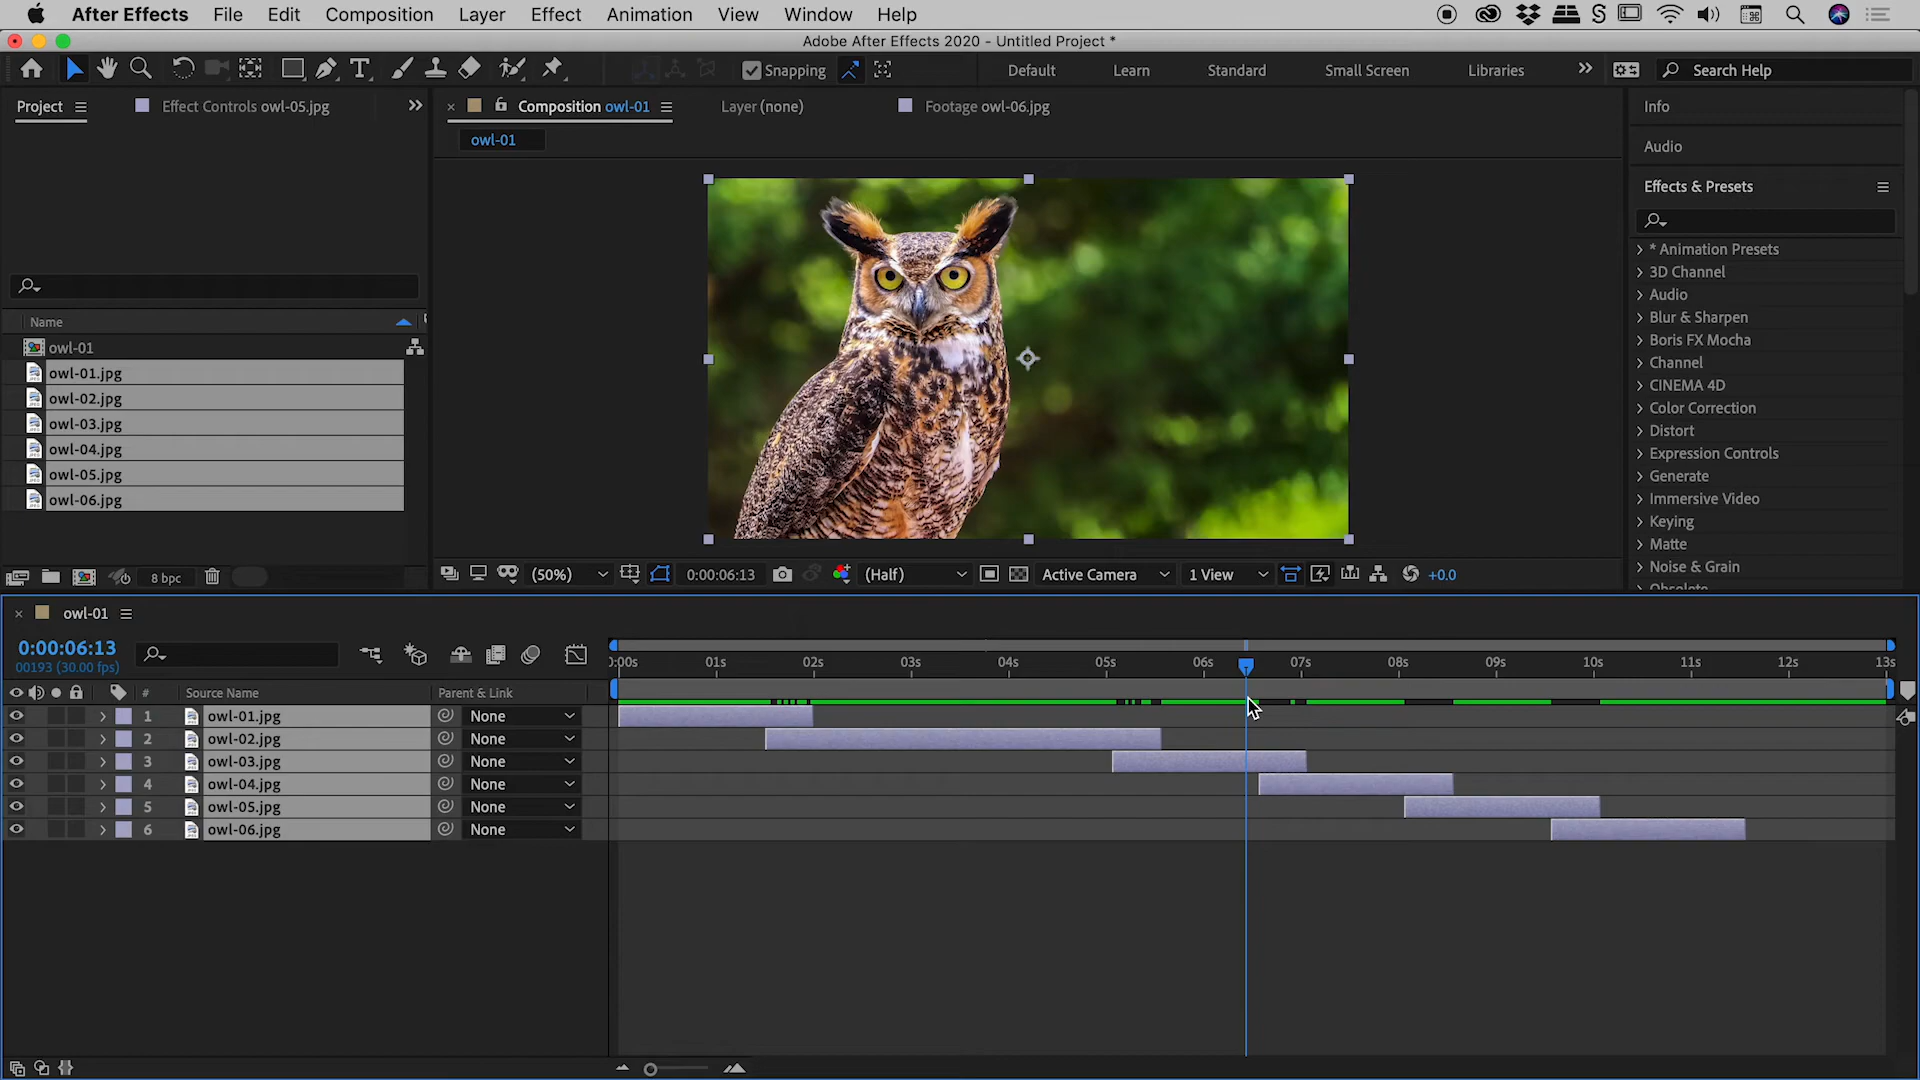 After Effects File Edit Composition Layer Effect Animation View Window Help
Adobe After Effects 2020 - Untitled Project *
Snapping Default Learn Standard Small Screen Libraries Search Help
Project Effect Controls owl-05.jpg Composition owl-01 Layer (none) Footage owl-06.jpg Info
owl-01
Audio
Effects & Presets
* Animation Presets
3D Channel
Audio
Blur & Sharpen
Boris FX Mocha
Channel
CINEMA 4D
Color Correction
Distort
Expression Controls
Generate
Immersive Video
Keying
Matte
Noise & Grain
Obsolete
Name
owl-01
owl-01.jpg
owl-02.jpg
owl-03.jpg
owl-04.jpg
owl-05.jpg
owl-06.jpg
8 bpc
(50%) 0:00:06:13 (Half) Active Camera 1 View +0.0
owl-01
0:00:06:13
00193 (30.00 fps)
0:00s 01s 02s 03s 04s 05s 06s 07s 08s 09s 10s 11s 12s 13s
# Source Name Parent & Link
1 owl-01.jpg None
2 owl-02.jpg None
3 owl-03.jpg None
4 owl-04.jpg None
5 owl-05.jpg None
6 owl-06.jpg None